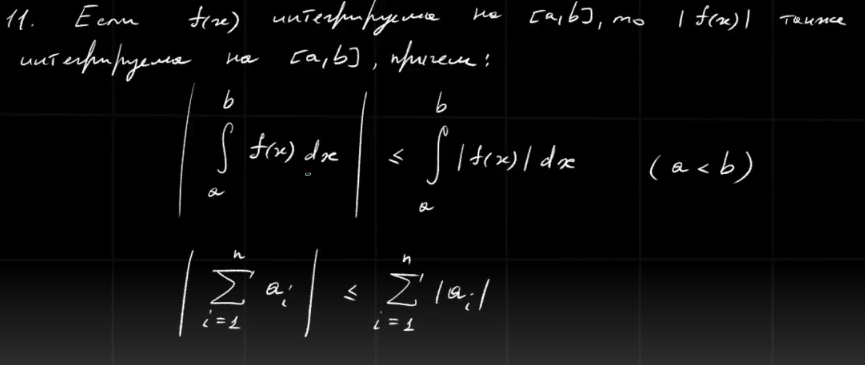 11. Если f(x) интегрируема на [a,b], то |f(x)| также
интегрируема на [a,b], причем:
|∫_a^b f(x) dx| ≤ ∫_a^b |f(x)| dx (a < b)
|∑_{i=1}^n a_i| ≤ ∑_{i=1}^n |a_i|